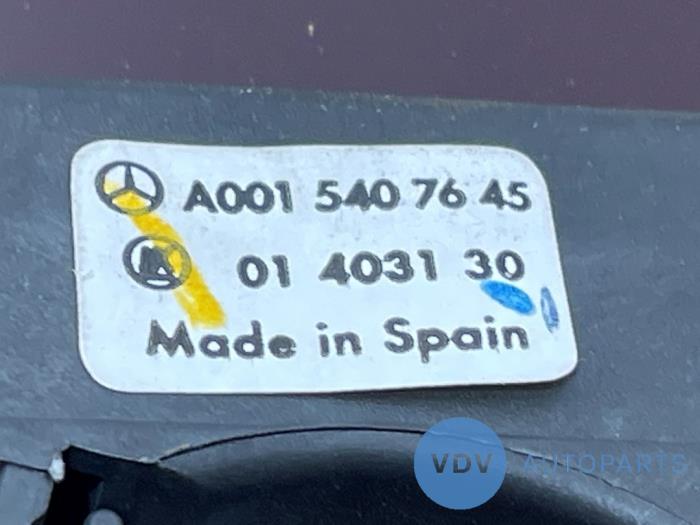 A001 540 76 45
01 4031 30
Made in Spain
VDV AUTOPARTS